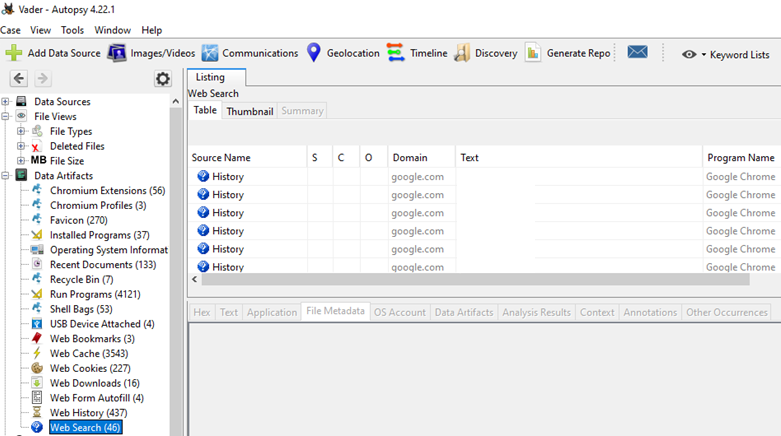 Vader - Autopsy 4.22.1
Case View Tools Window Help
Add Data Source Images/Videos Communications Geolocation Timeline Discovery Generate Repo Keyword Lists
Listing
Web Search
Table Thumbnail Summary
Source Name S C O Domain Text Program Name
History google.com Google Chrome
History google.com Google Chrome
History google.com Google Chrome
History google.com Google Chrome
History google.com Google Chrome
History google.com Google Chrome
Hex Text Application File Metadata OS Account Data Artifacts Analysis Results Context Annotations Other Occurrences
Data Sources
File Views
File Types
Deleted Files
MB File Size
Data Artifacts
Chromium Extensions (56)
Chromium Profiles (3)
Favicon (270)
Installed Programs (37)
Operating System Informat
Recent Documents (133)
Recycle Bin (7)
Run Programs (4121)
Shell Bags (53)
USB Device Attached (4)
Web Bookmarks (3)
Web Cache (3543)
Web Cookies (227)
Web Downloads (16)
Web Form Autofill (4)
Web History (437)
Web Search (46)